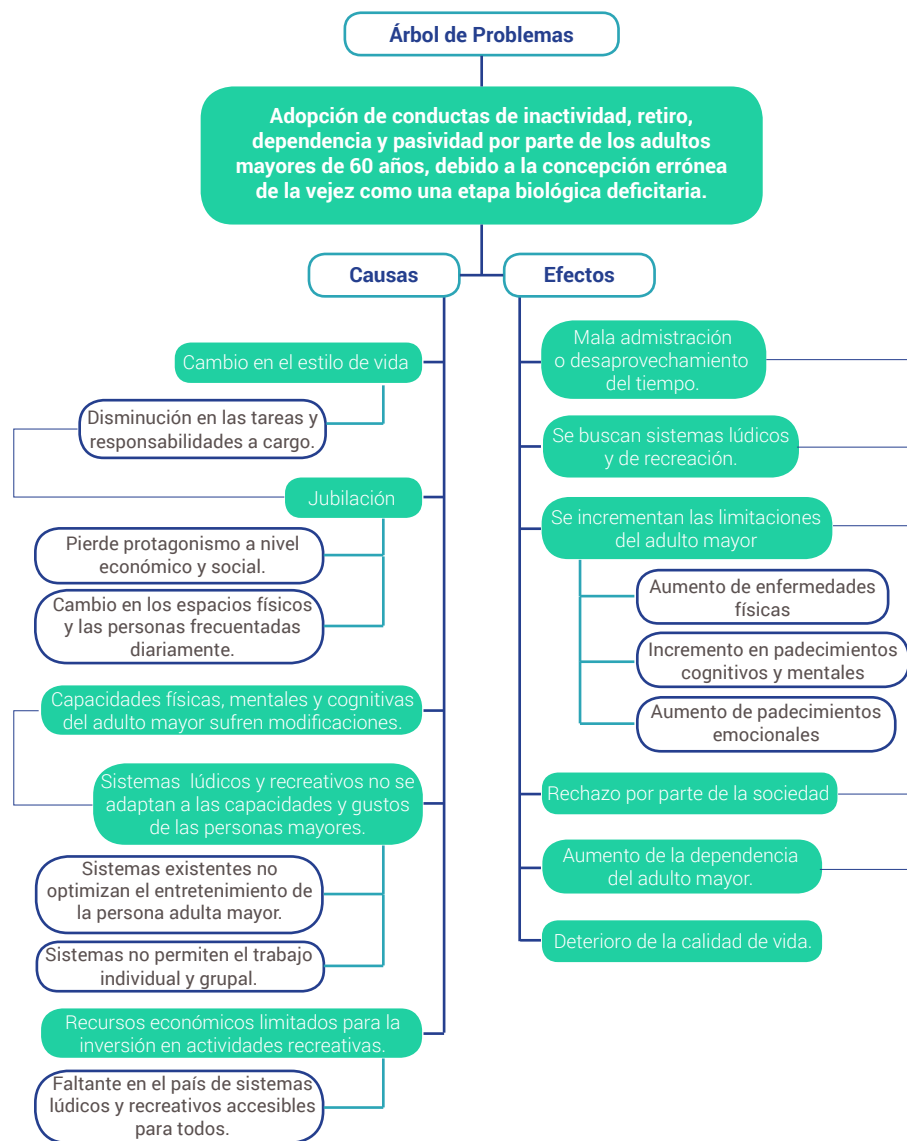 Árbol de Problemas
Adopción de conductas de inactividad, retiro,
dependencia y pasividad por parte de los adultos
mayores de 60 años, debido a la concepción errónea
de la vejez como una etapa biológica deficitaria.
Causas
Cambio en el estilo de vida
Disminución en las tareas y
responsabilidades a cargo.
Jubilación
Pierde protagonismo a nivel
económico y social.
Cambio en los espacios físicos
y las personas frecuentadas
diariamente.
Capacidades físicas, mentales y cognitivas
del adulto mayor sufren modificaciones.
Sistemas lúdicos y recreativos no se
adaptan a las capacidades y gustos
de las personas mayores.
Sistemas existentes no
optimizan el entretenimiento de
la persona adulta mayor.
Sistemas no permiten el trabajo
individual y grupal.
Recursos económicos limitados para la
inversión en actividades recreativas.
Faltante en el país de sistemas
lúdicos y recreativos accesibles
para todos.
Efectos
Mala admistración
o desaprovechamiento
del tiempo.
Se buscan sistemas lúdicos
y de recreación.
Se incrementan las limitaciones
del adulto mayor
Aumento de enfermedades
físicas
Incremento en padecimientos
cognitivos y mentales
Aumento de padecimientos
emocionales
Rechazo por parte de la sociedad
Aumento de la dependencia
del adulto mayor.
Deterioro de la calidad de vida.